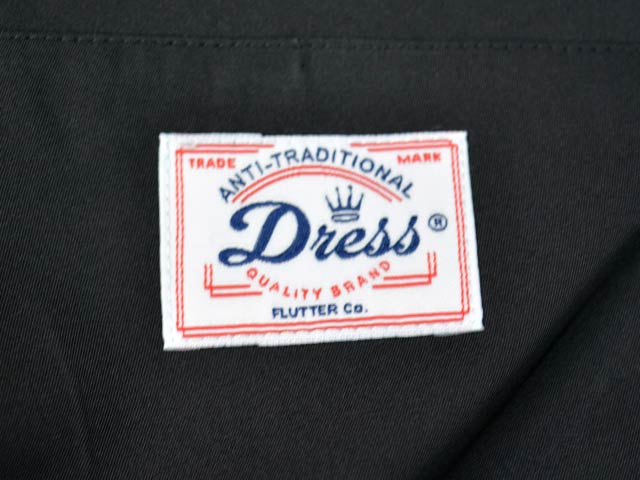 TRADE MARK
ANTI-TRADITIONAL
Dress ®
QUALITY BRAND
FLUTTER Co.